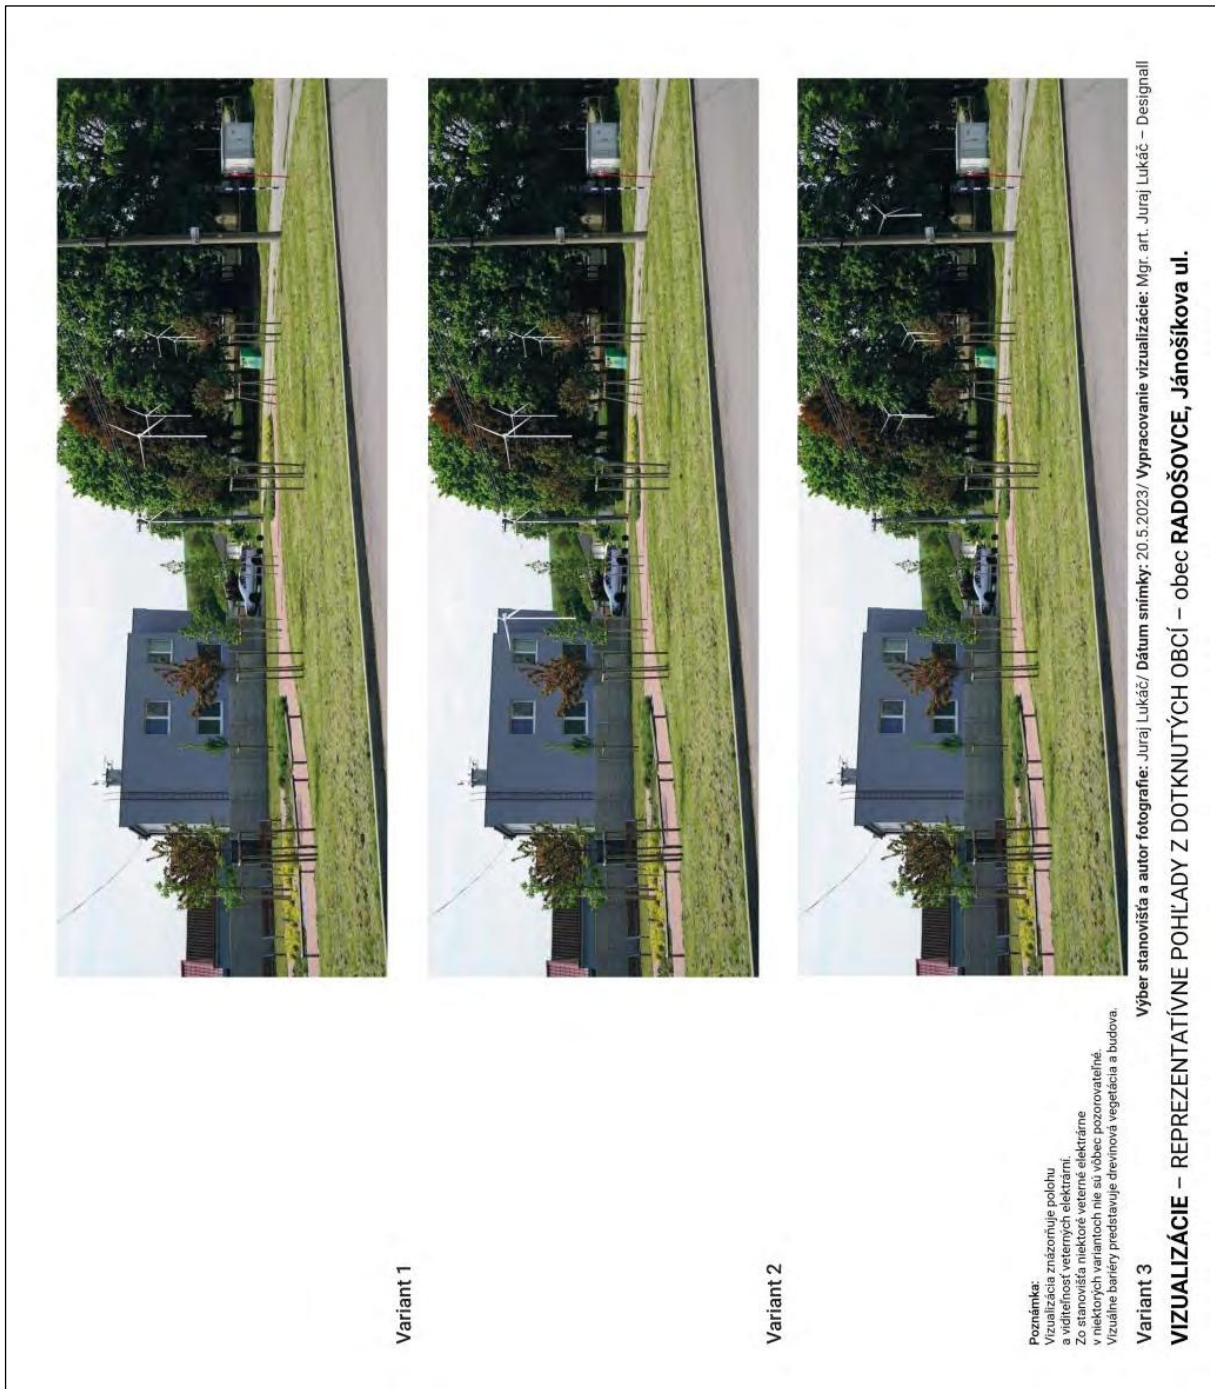 Variant 1
Variant 2
Poznámka:
Vizualizácia znázorňuje polohu
a viditeľnosť veterných elektrární.
Zo stanovišťa niektoré veterné elektrárne
v niektorých variantoch nie sú vôbec pozorovateľné.
Vizuálne bariéry predstavuje drevinová vegetácia a budova.
Variant 3
Výber stanovišťa a autor fotografie: Juraj Lukáč/ Dátum snímky: 20.5.2023/ Vypracovanie vizualizácie: Mgr. art. Juraj Lukáč – Designall
VIZUALIZÁCIE – REPREZENTATÍVNE POHĽADY Z DOTKNUTÝCH OBCÍ – obec RADOŠOVCE, Jánošíkova ul.